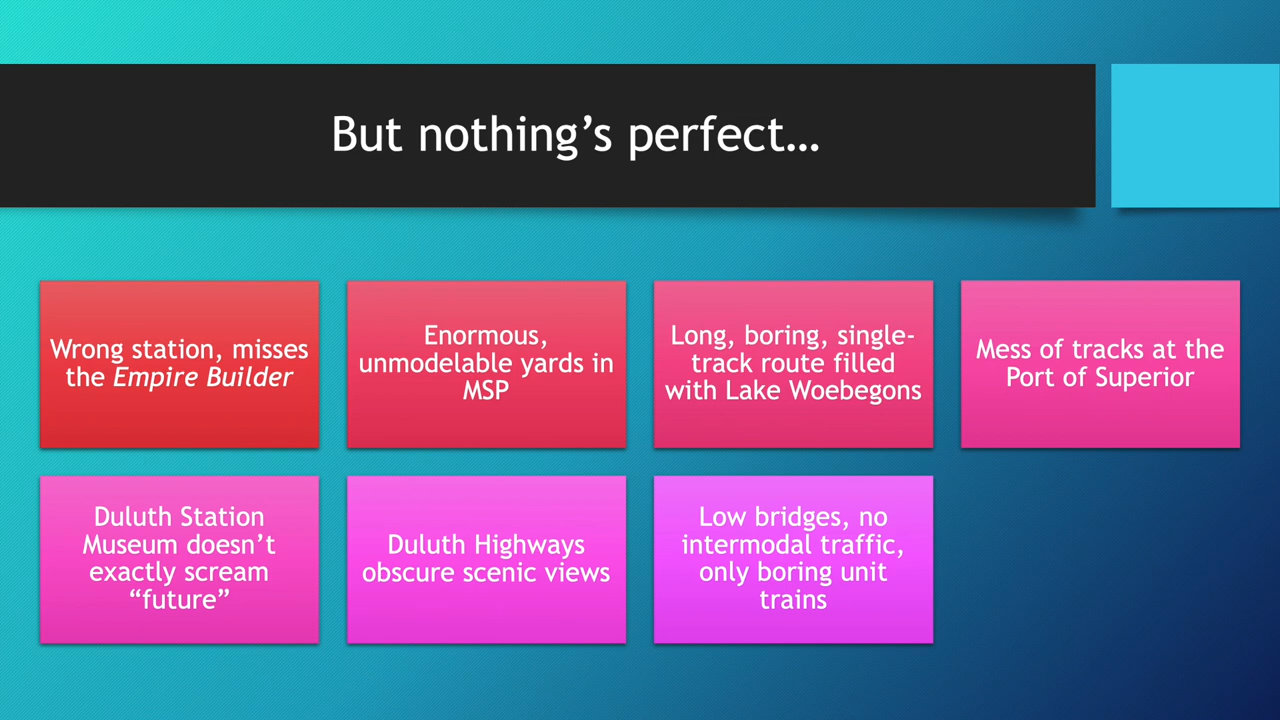 But nothing’s perfect…
Wrong station, misses
the Empire Builder
Enormous,
unmodelable yards in
MSP
Long, boring, single-
track route filled
with Lake Woebegons
Mess of tracks at the
Port of Superior
Duluth Station
Museum doesn’t
exactly scream
“future”
Duluth Highways
obscure scenic views
Low bridges, no
intermodal traffic,
only boring unit
trains